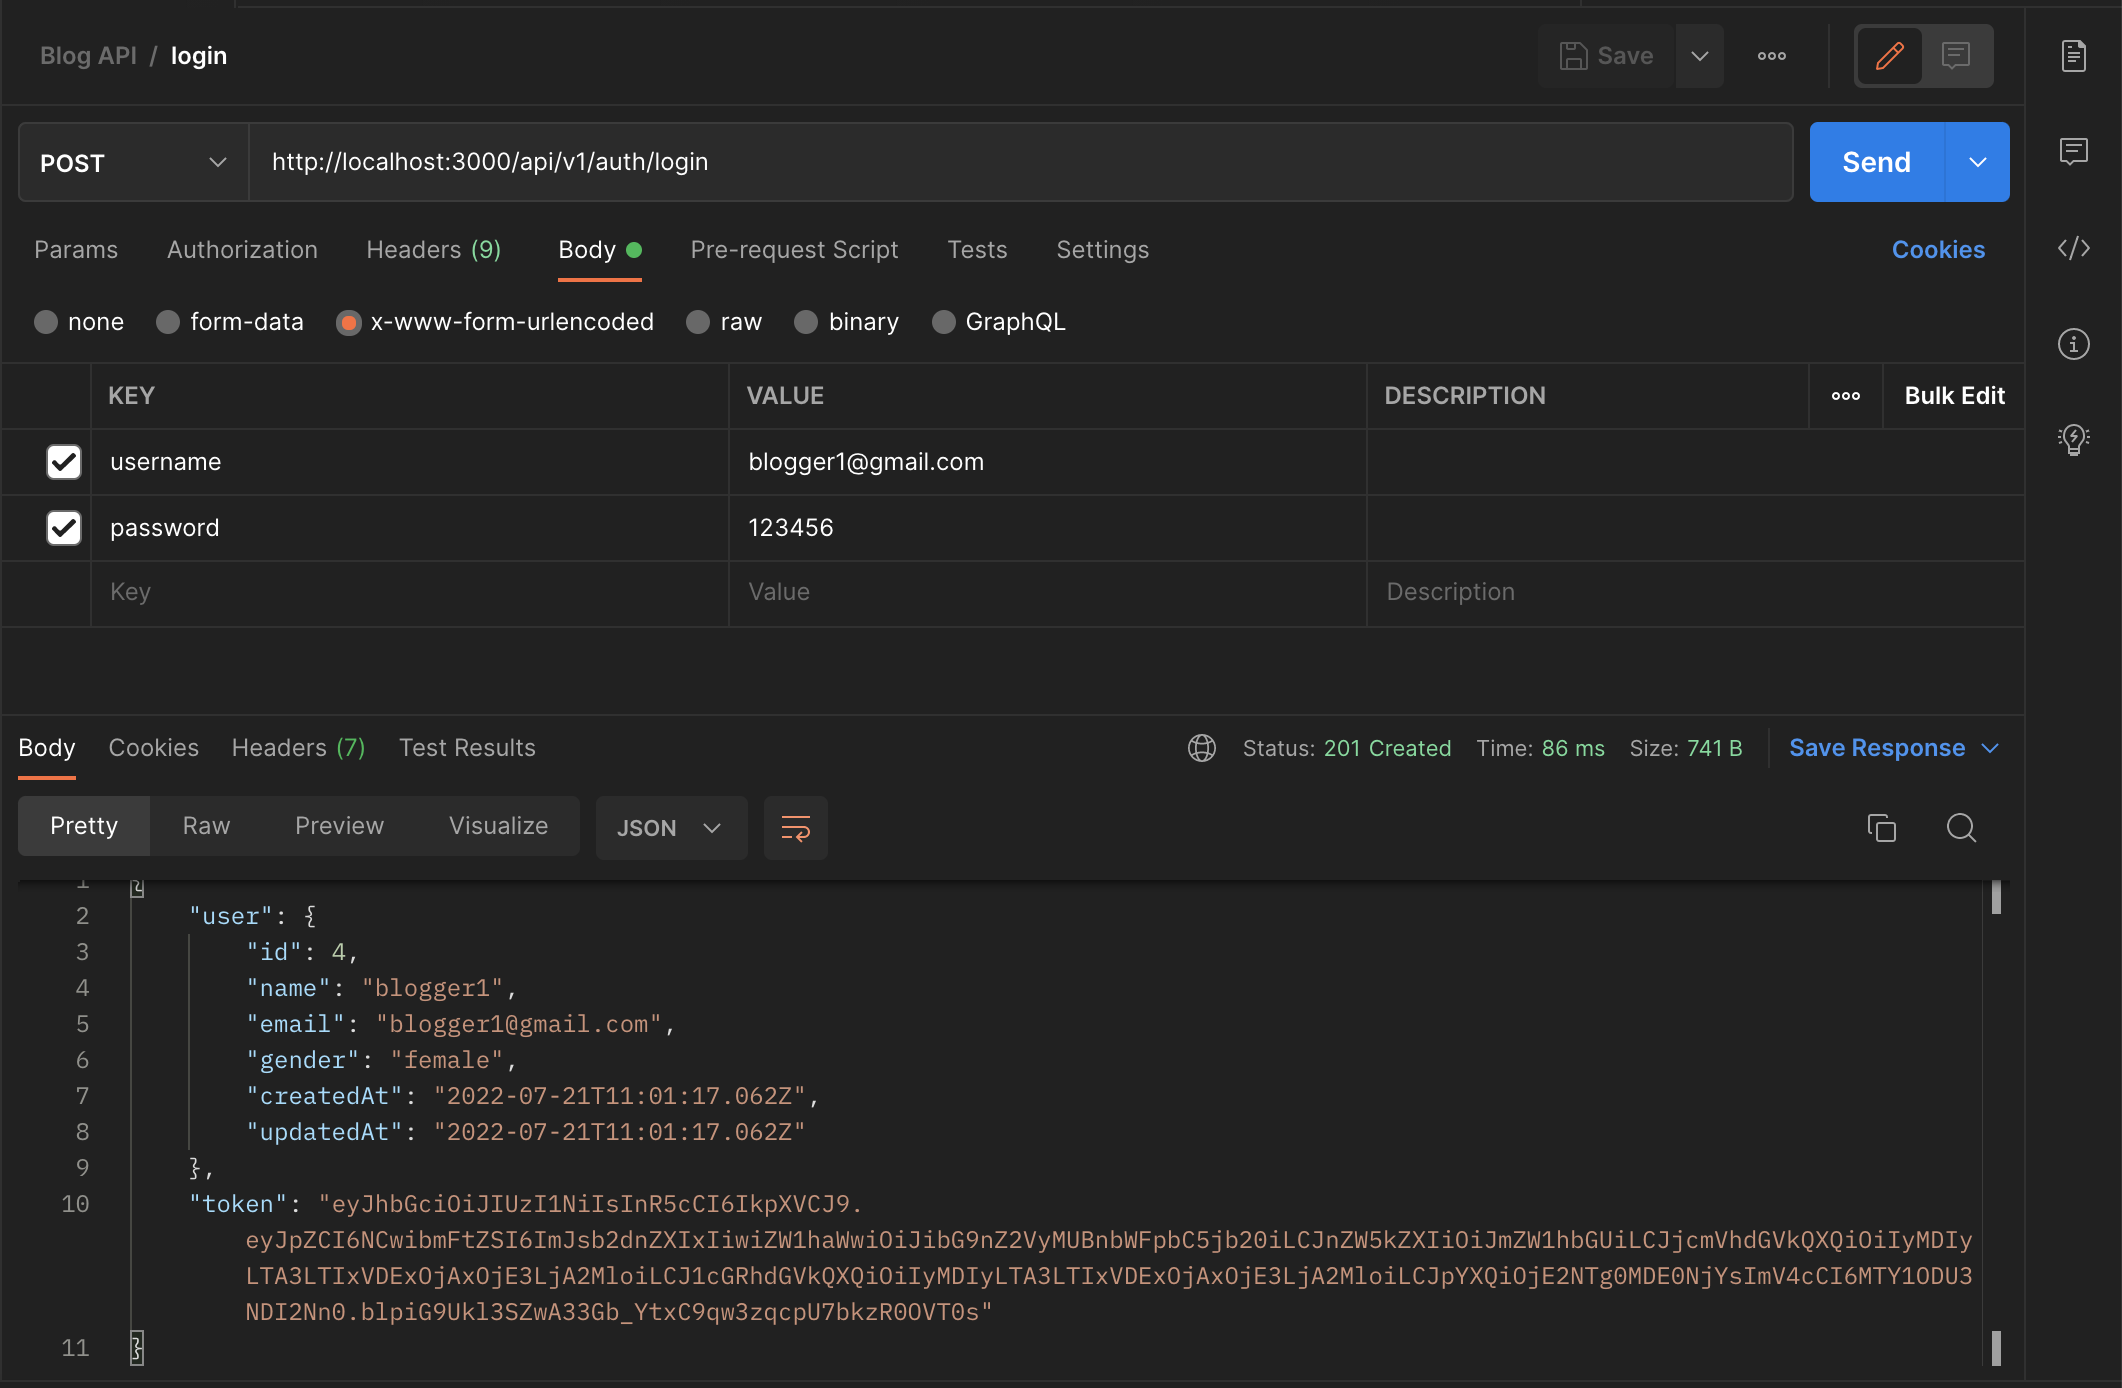 Blog API / login
Save
POST
http://localhost:3000/api/v1/auth/login
Send
Params Authorization Headers (9) Body Pre-request Script Tests Settings Cookies
none form-data x-www-form-urlencoded raw binary GraphQL
KEY VALUE DESCRIPTION Bulk Edit
username blogger1@gmail.com
password 123456
Key Value Description
Body Cookies Headers (7) Test Results Status: 201 Created Time: 86 ms Size: 741 B Save Response
Pretty Raw Preview Visualize JSON
1 {
2 "user": {
3 "id": 4,
4 "name": "blogger1",
5 "email": "blogger1@gmail.com",
6 "gender": "female",
7 "createdAt": "2022-07-21T11:01:17.062Z",
8 "updatedAt": "2022-07-21T11:01:17.062Z"
9 },
10 "token": "eyJhbGciOiJIUzI1NiIsInR5cCI6IkpXVCJ9.
eyJpZCI6NCwibmFtZSI6ImJsb2dnZXIxIiwiZW1haWwiOiJibG9nZ2VyMUBnbWFpbC5jb20iLCJnZW5kZXIiOiJmZW1hbGUiLCJjcmVhdGVkQXQiOiIyMDIy
LTA3LTIxVDExOjAxOjE3LjA2MloiLCJ1cGRhdGVkQXQiOiIyMDIyLTA3LTIxVDExOjAxOjE3LjA2MloiLCJpYXQiOjE2NTg0MDE0NjYsImV4cCI6MTY1ODU3
NDI2Nn0.blpiG9Ukl3SZwA33Gb_YtxC9qw3zqcpU7bkzR0OVT0s"
11 }